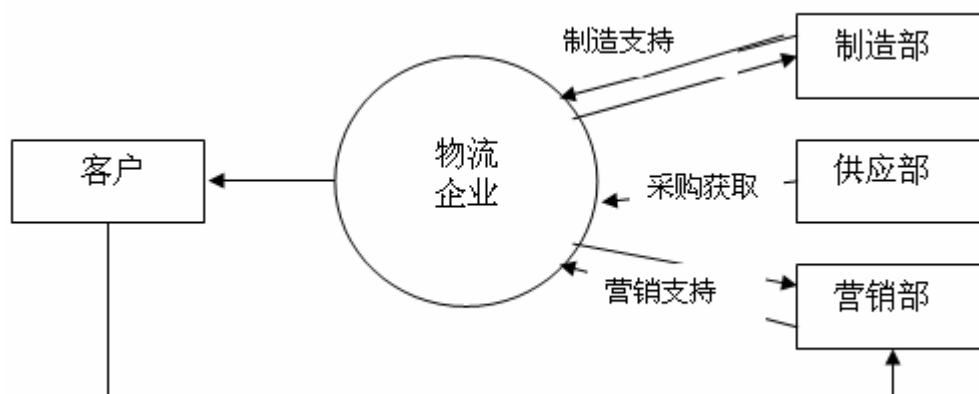 制造支持
制造部
客户
物流
企业
采购获取
供应部
营销支持
营销部